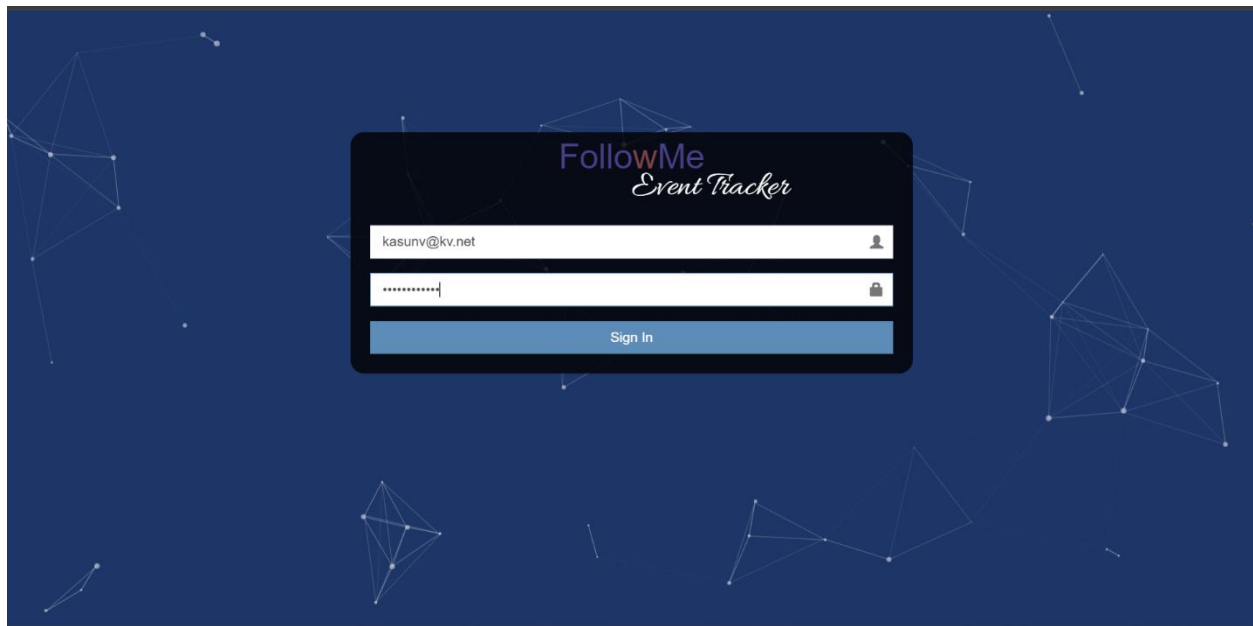 FollowMe
Event Tracker
kasunv@kv.net
••••••••••••
Sign In